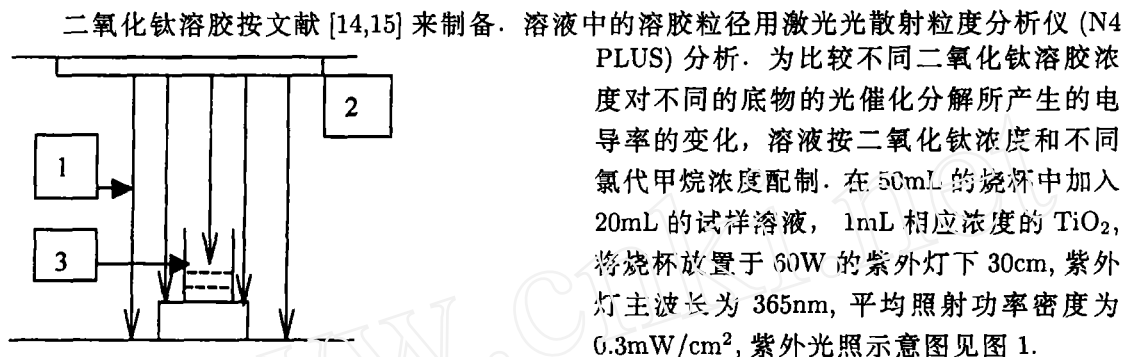 二氧化钛溶胶按文献 [14,15] 来制备. 溶液中的溶胶粒径用激光光散射粒度分析仪 (N4
PLUS) 分析. 为比较不同二氧化钛溶胶浓
度对不同的底物的光催化分解所产生的电
导率的变化, 溶液按二氧化钛浓度和不同
氯代甲烷浓度配制. 在 50mL 的烧杯中加入
20mL 的试样溶液, 1mL 相应浓度的 TiO₂,
将烧杯放置于 60W 的紫外灯下 30cm, 紫外
灯主波长为 365nm, 平均照射功率密度为
0.3mW/cm², 紫外光照示意图见图 1.
2
1
3
www.cnki.net